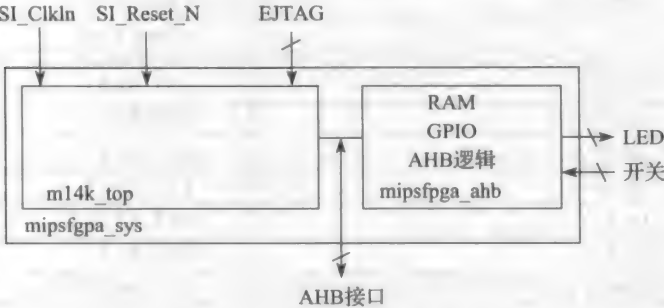 SI_ClkIn SI_Reset_N EJTAG
RAM
GPIO
AHB逻辑
LED
开关
m14k_top
mipsfpga_ahb
mipsfgpa_sys
AHB接口